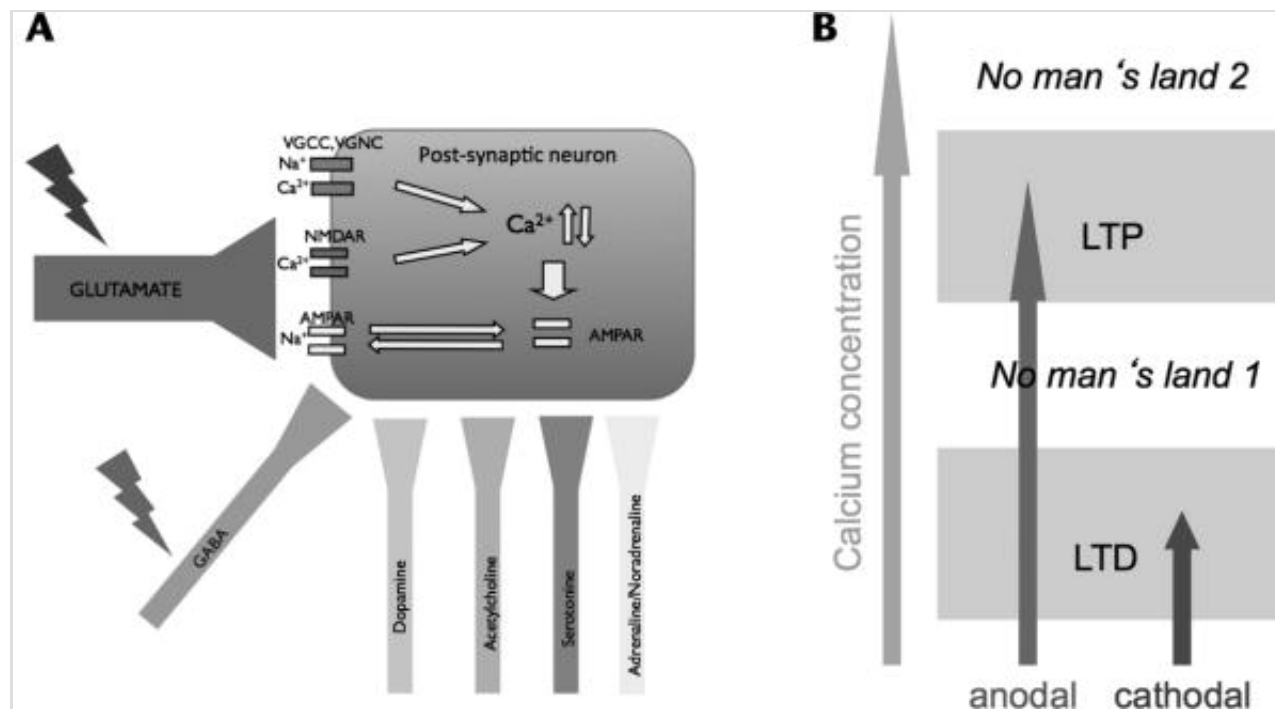 A
VGCC,VGNC
Na⁺
Ca²⁺
Post-synaptic neuron
Ca²⁺
NMDAR
Ca²⁺
GLUTAMATE
AMPAR
Na⁺
AMPAR
GABA
Dopamine
Acetylcholine
Serotonine
Adrenaline/Noradrenaline
B
No man ‘s land 2
LTP
No man ‘s land 1
LTD
Calcium concentration
anodal
cathodal